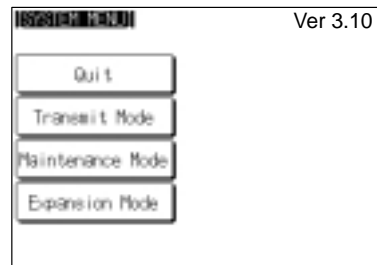 [SYSTEM MENU] Ver 3.10
Quit
Transmit Mode
Maintenance Mode
Expansion Mode